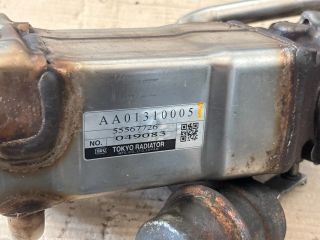 AA01310005
55567726
NO. 049083
TOKYO RADIATOR